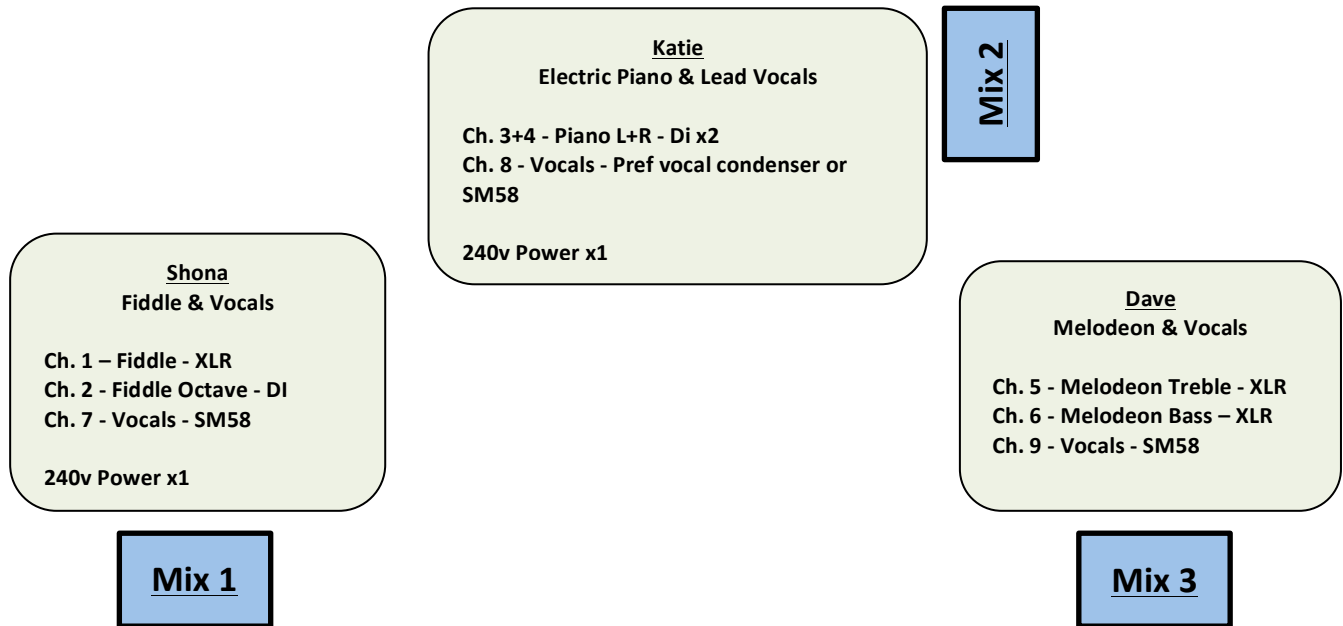 Katie
Electric Piano & Lead Vocals
Ch. 3+4 - Piano L+R - Di x2
Ch. 8 - Vocals - Pref vocal condenser or
SM58
240v Power x1
Mix 2
Shona
Fiddle & Vocals
Ch. 1 – Fiddle - XLR
Ch. 2 - Fiddle Octave - DI
Ch. 7 - Vocals - SM58
240v Power x1
Mix 1
Dave
Melodeon & Vocals
Ch. 5 - Melodeon Treble - XLR
Ch. 6 - Melodeon Bass – XLR
Ch. 9 - Vocals - SM58
Mix 3